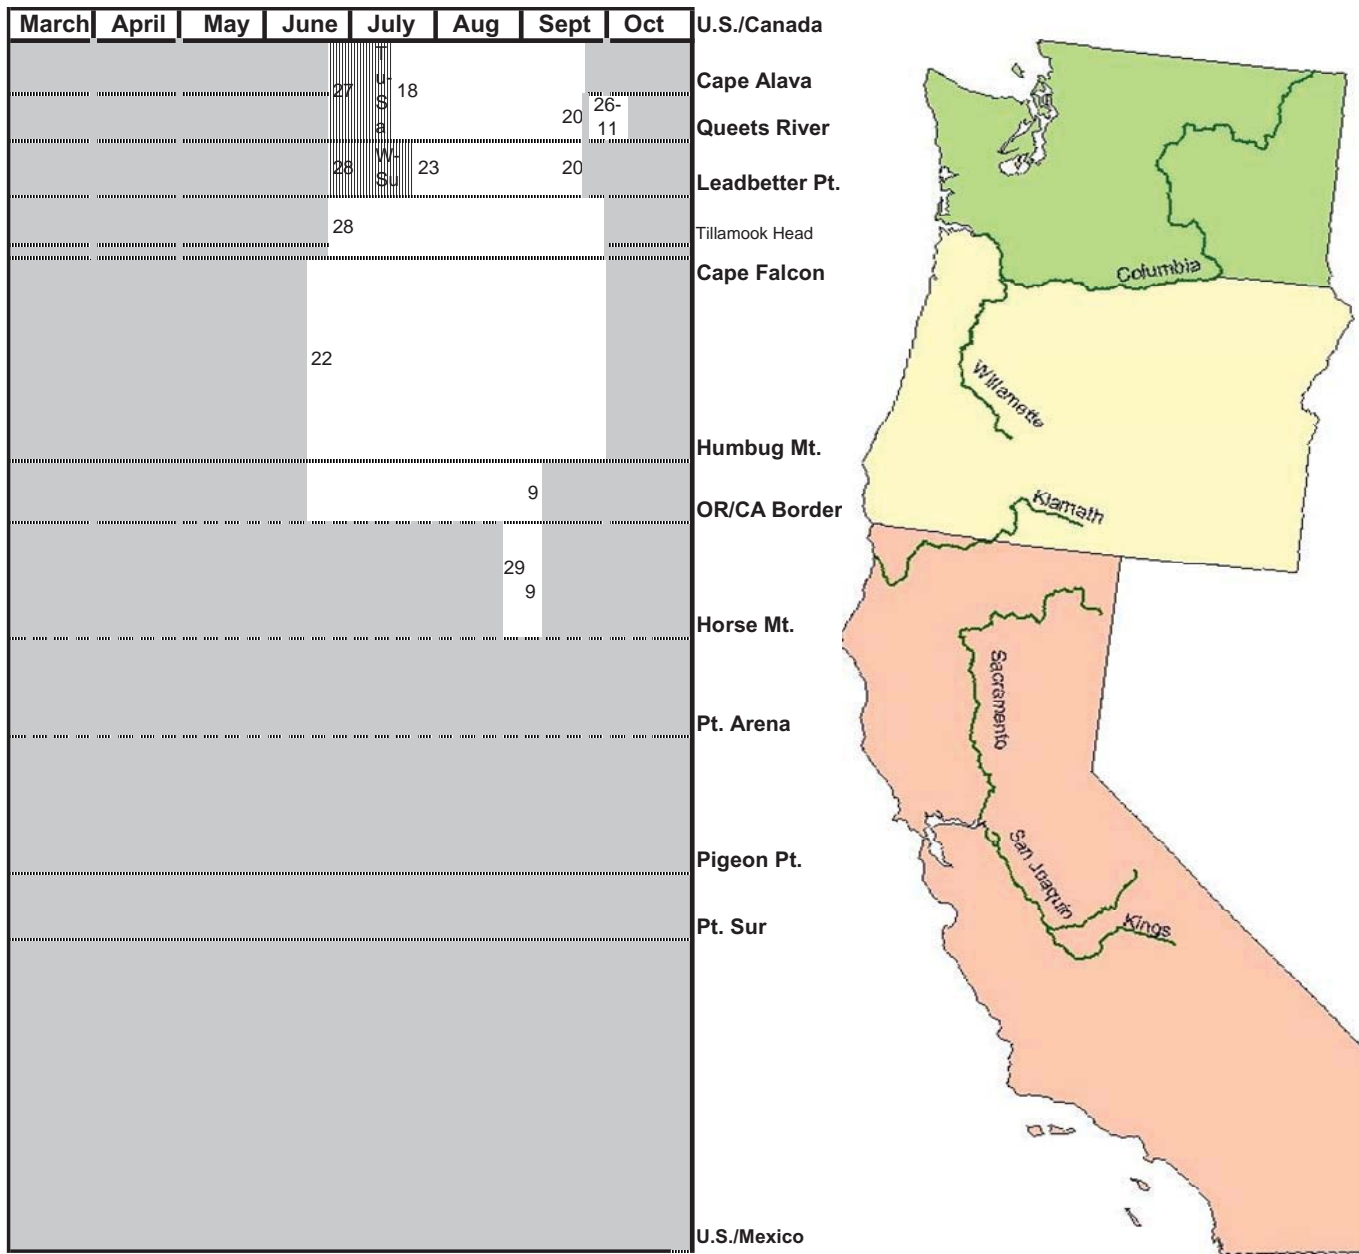 March April May June July Aug Sept Oct U.S./Canada
T
u-
S
a
27 18
Cape Alava
20 26-
11
Queets River
W-
Su
28 23 20
Leadbetter Pt.
28
Tillamook Head
Cape Falcon
22
Humbug Mt.
9
OR/CA Border
29
9
Horse Mt.
Pt. Arena
Pigeon Pt.
Pt. Sur
U.S./Mexico
Columbia
Willamette
Klamath
Sacramento
San Joaquin
Kings